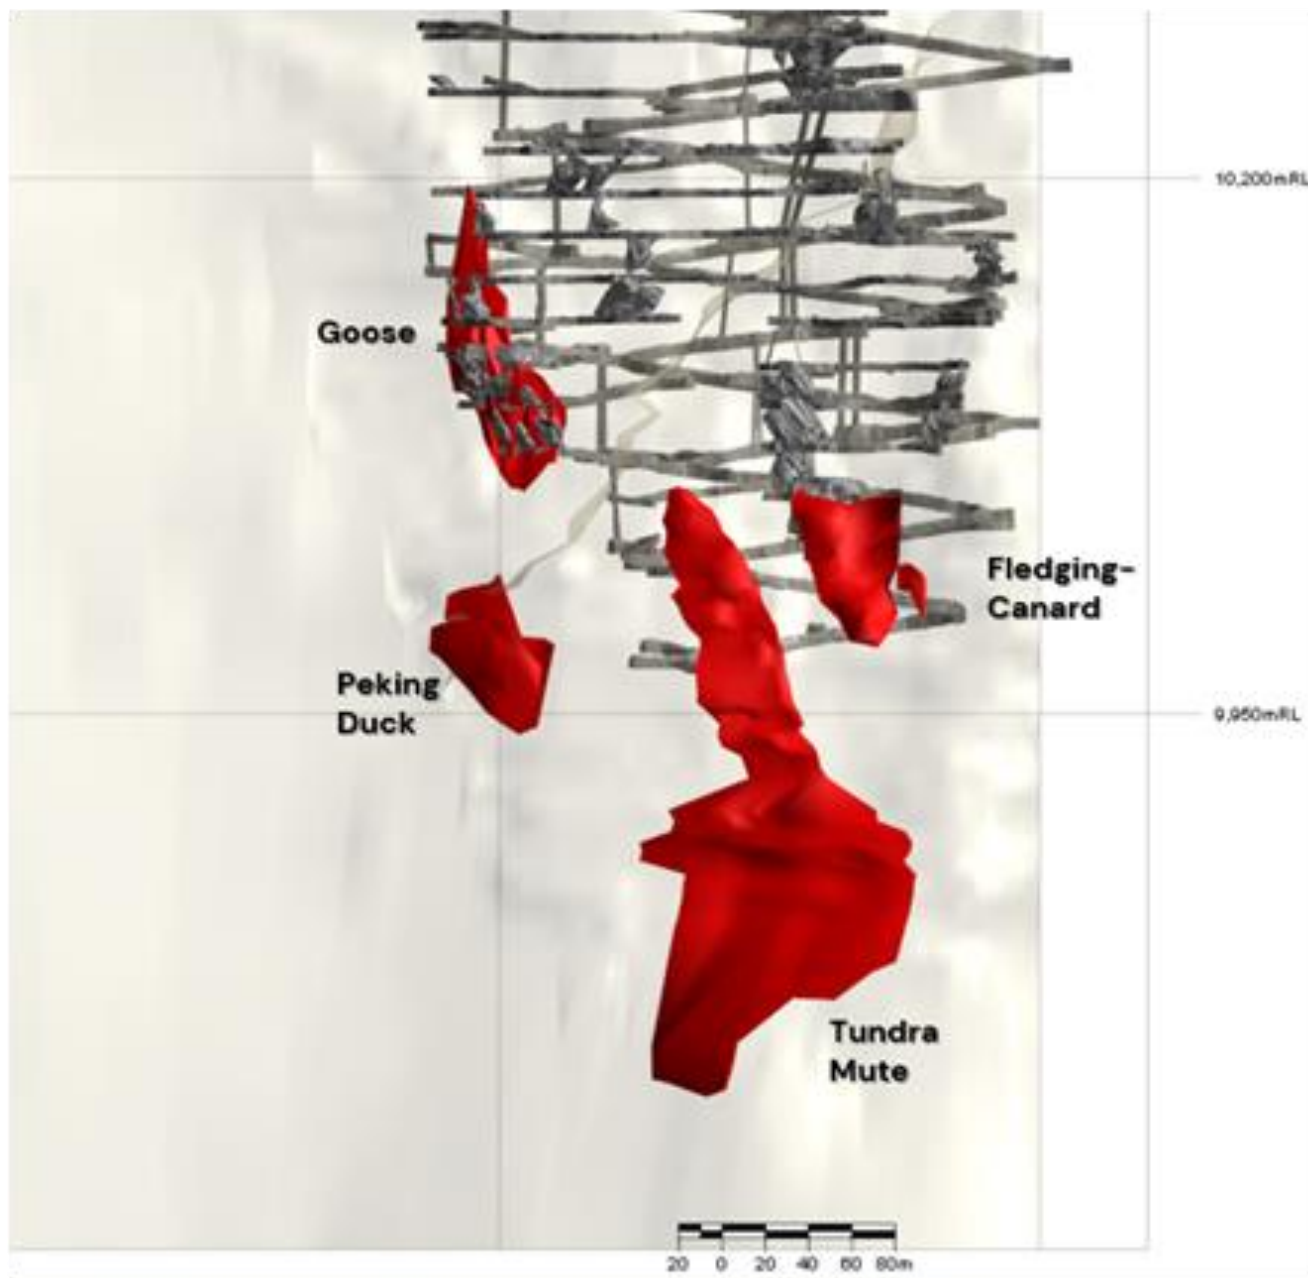 10,200mRL
Goose
Fledging-
Canard
Peking
Duck
9,950mRL
Tundra
Mute
20 0 20 40 60 80m